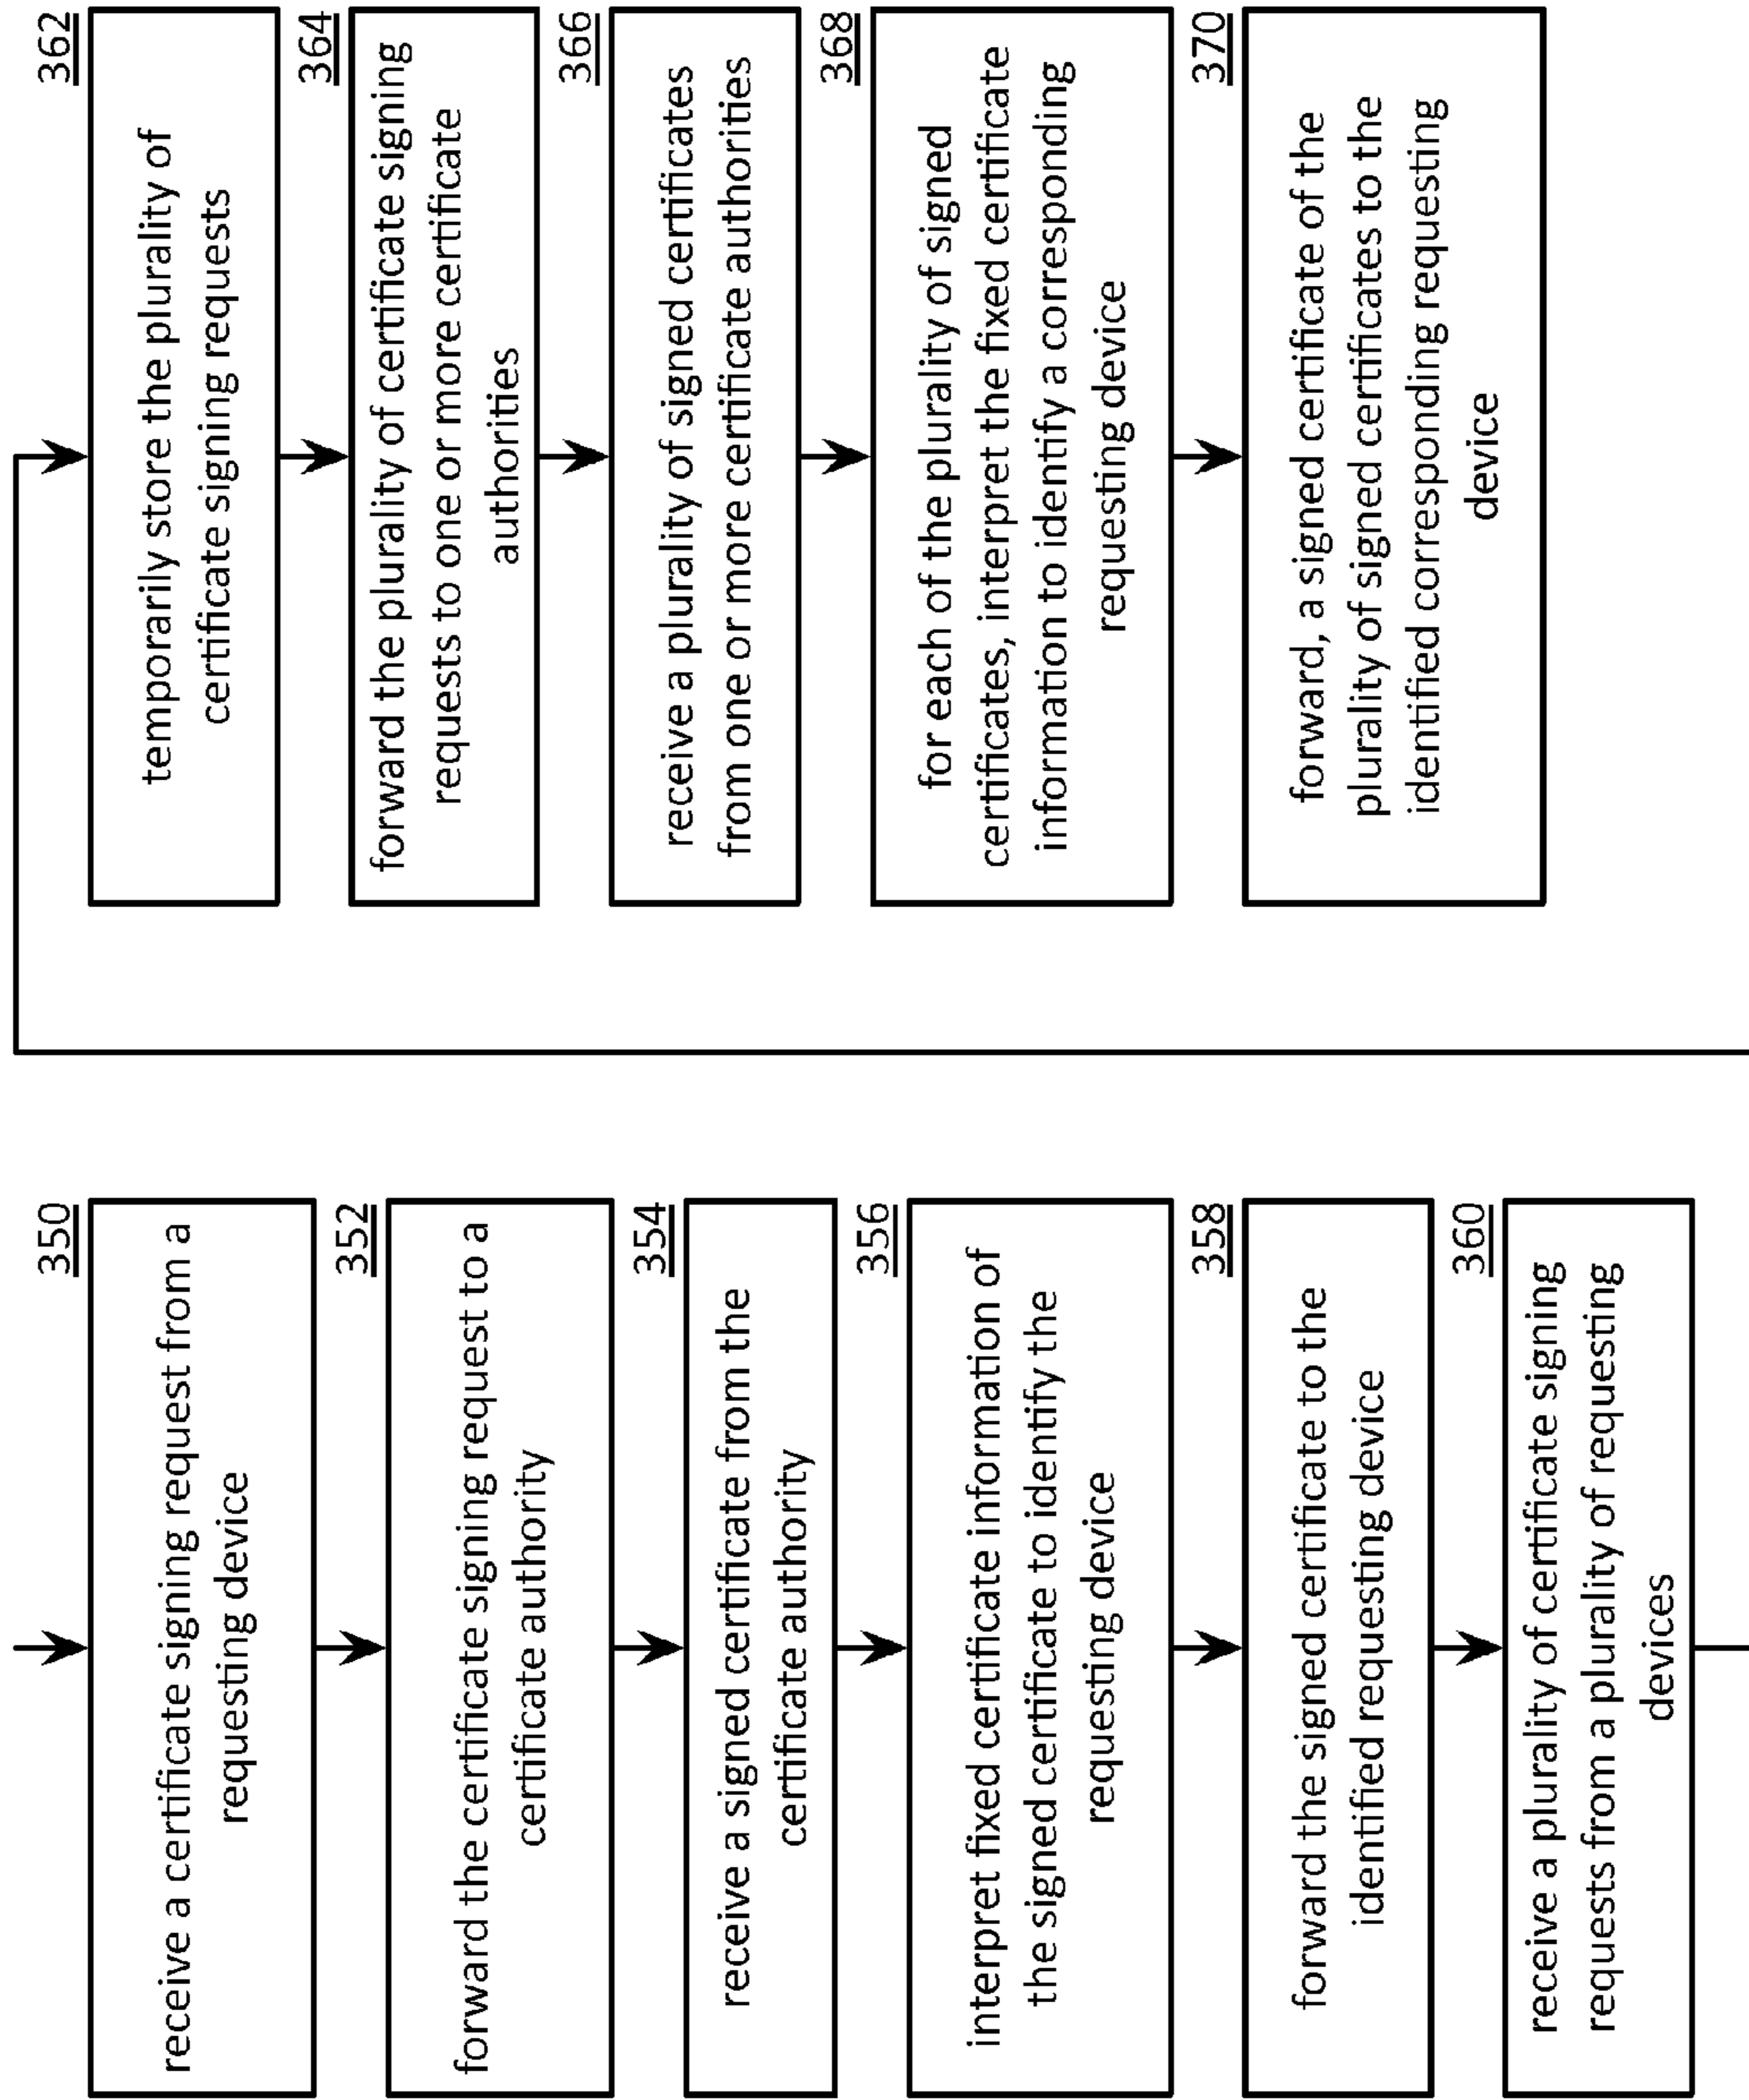 350
receive a certificate signing request from a
requesting device
352
forward the certificate signing request to a
certificate authority
354
receive a signed certificate from the
certificate authority
356
interpret fixed certificate information of
the signed certificate to identify the
requesting device
358
forward the signed certificate to the
identified requesting device
360
receive a plurality of certificate signing
requests from a plurality of requesting
devices
362
temporarily store the plurality of
certificate signing requests
364
forward the plurality of certificate signing
requests to one or more certificate
authorities
366
receive a plurality of signed certificates
from one or more certificate authorities
368
for each of the plurality of signed
certificates, interpret the fixed certificate
information to identify a corresponding
requesting device
370
forward, a signed certificate of the
plurality of signed certificates to the
identified corresponding requesting
device